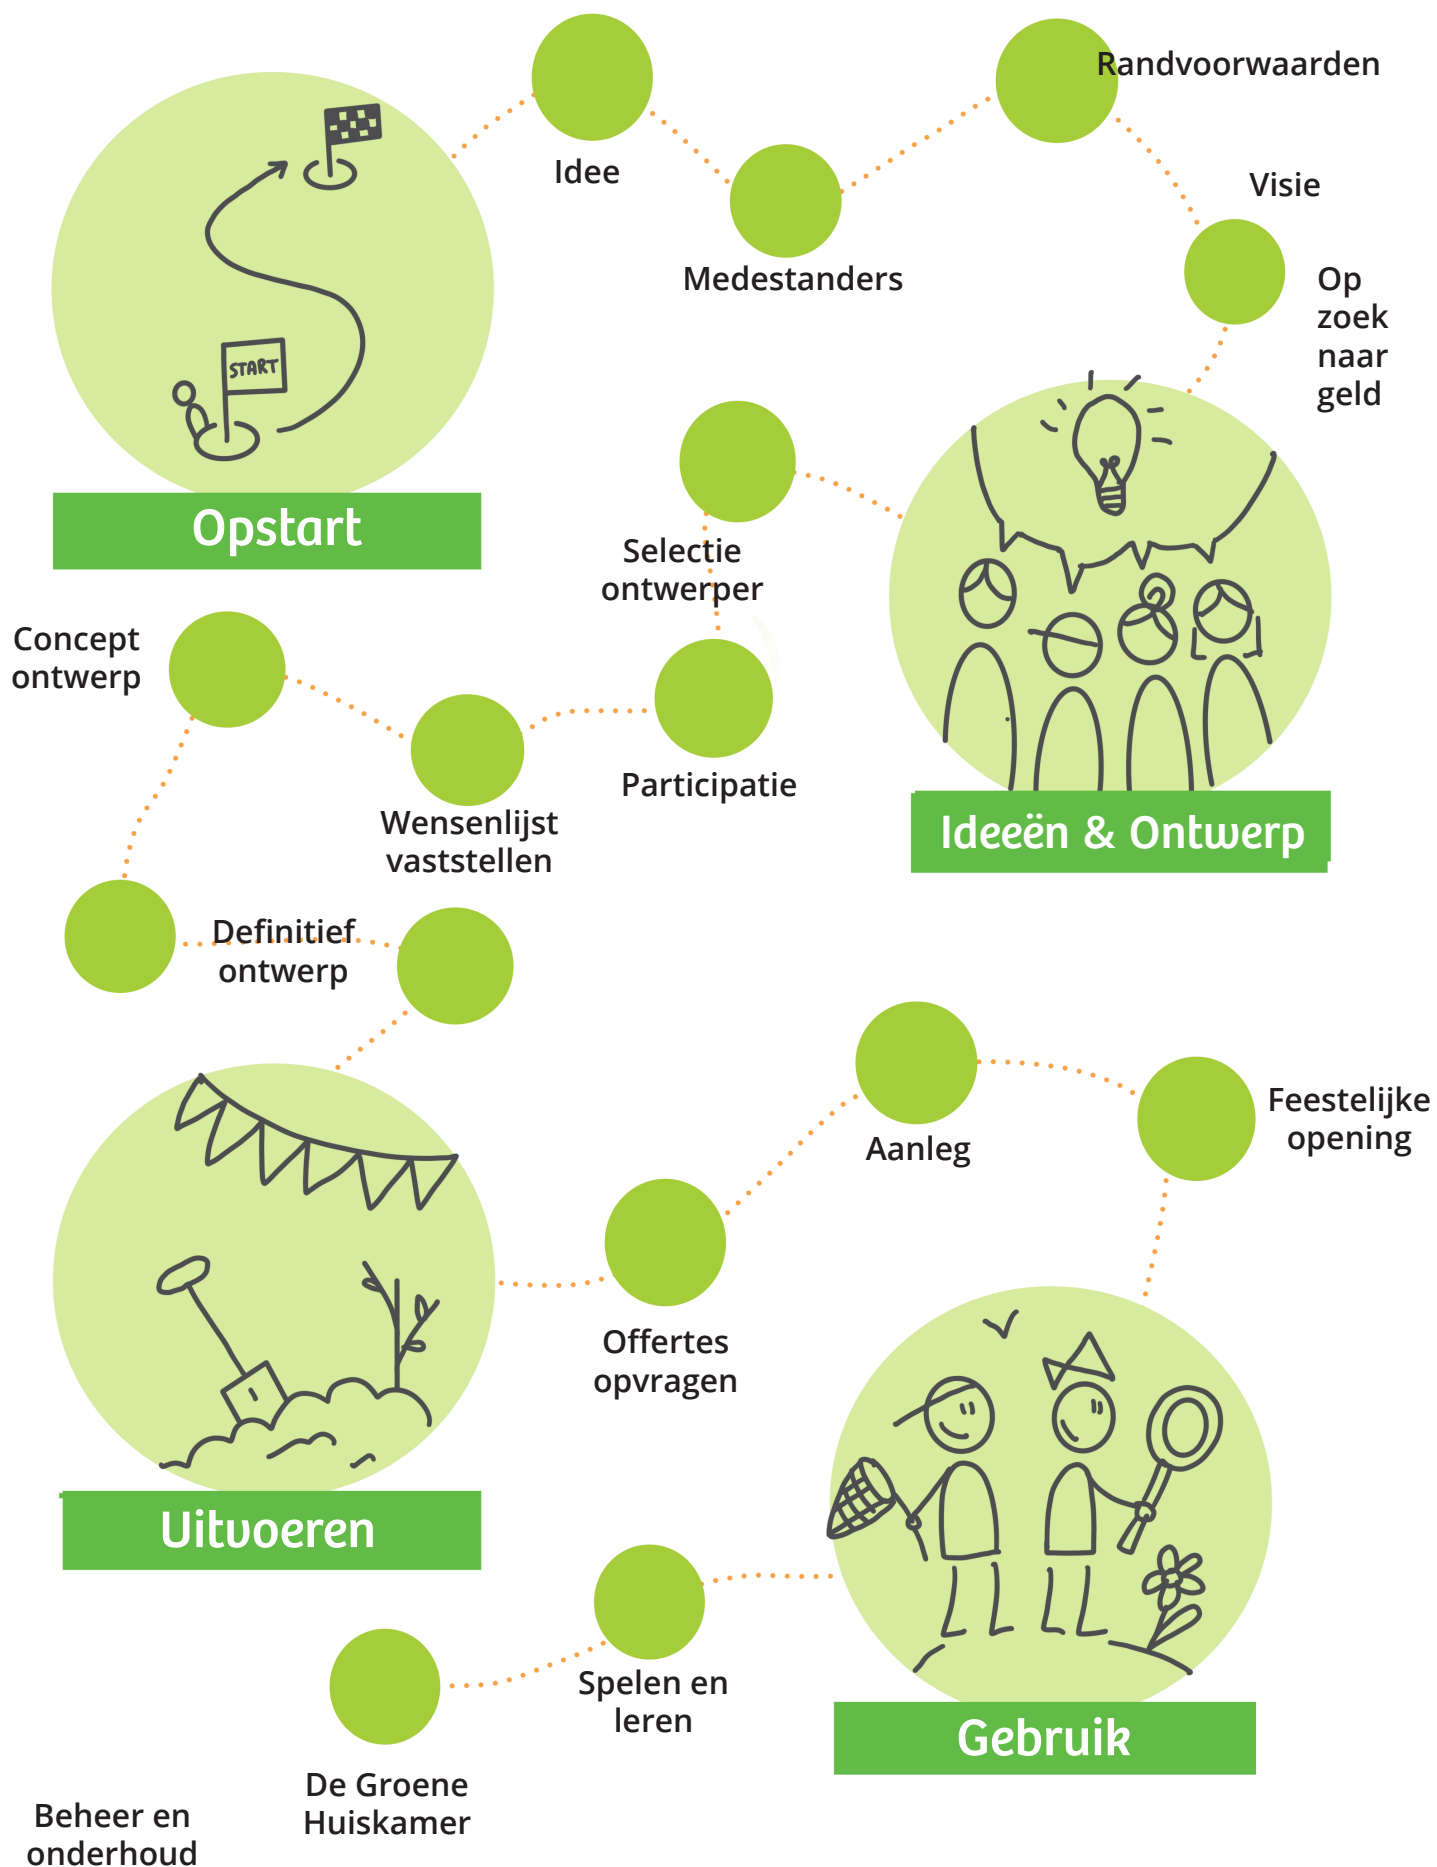 Idee
Randvoorwaarden
Medestanders
Visie
Op
zoek
naar
geld
START
Opstart
Selectie
ontwerper
Concept
ontwerp
Participatie
Wensenlijst
vaststellen
Ideeën & Ontwerp
Definitief
ontwerp
Aanleg
Feestelijke
opening
Offertes
opvragen
Uitvoeren
Spelen en
leren
Gebruik
De Groene
Huiskamer
Beheer en
onderhoud